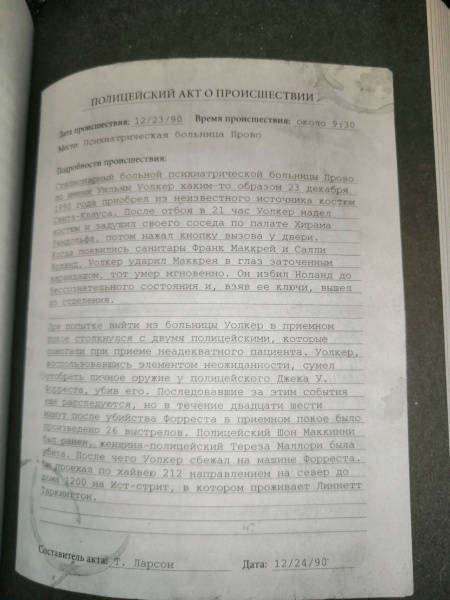 ПОЛИЦЕЙСКИЙ АКТ О ПРОИСШЕСТВИИ
Дата происшествия: 12/23/90 Время происшествия: около 9:30
Место: Психиатрическая больница Прово
Подробности происшествия:
Стационарный больной психиатрической больницы Прово
по имени Уильям Уолкер каким-то образом 23 декабря
1990 года приобрел из неизвестного источника костюм
Санта-Клауса. После отбоя в 21 час Уолкер надел
костюм и задушил своего соседа по палате Хирама
Рандольфа, потом нажал кнопку вызова у двери.
Когда появились санитары Франк Маккрей и Салли
Ноланд, Уолкер ударил Маккрея в глаз заточенным
карандашом, тот умер мгновенно. Он избил Ноланд до
бессознательного состояния и, взяв ее ключи, вышел
из отделения.
При попытке выйти из больницы Уолкер в приемном
покое столкнулся с двумя полицейскими, которые
помогали при приеме неадекватного пациента. Уолкер,
воспользовавшись элементом неожиданности, сумел
отобрать личное оружие у полицейского Джека У.
Форреста, убив его. Последовавшие за этим события
еще расследуются, но в течение двадцати шести
минут после убийства Форреста в приемном покое было
произведено 26 выстрелов. Полицейский Шон Маккинни
был ранен, женщина-полицейский Тереза Маллори была
убита. После чего Уолкер сбежал на машине Форреста.
Он проехал по хайвею 212 направлением на север до
дома 1200 на Ист-стрит, в котором проживает Линнетт
Таркингтон.
Составитель акта: Т. Ларсон Дата: 12/24/90